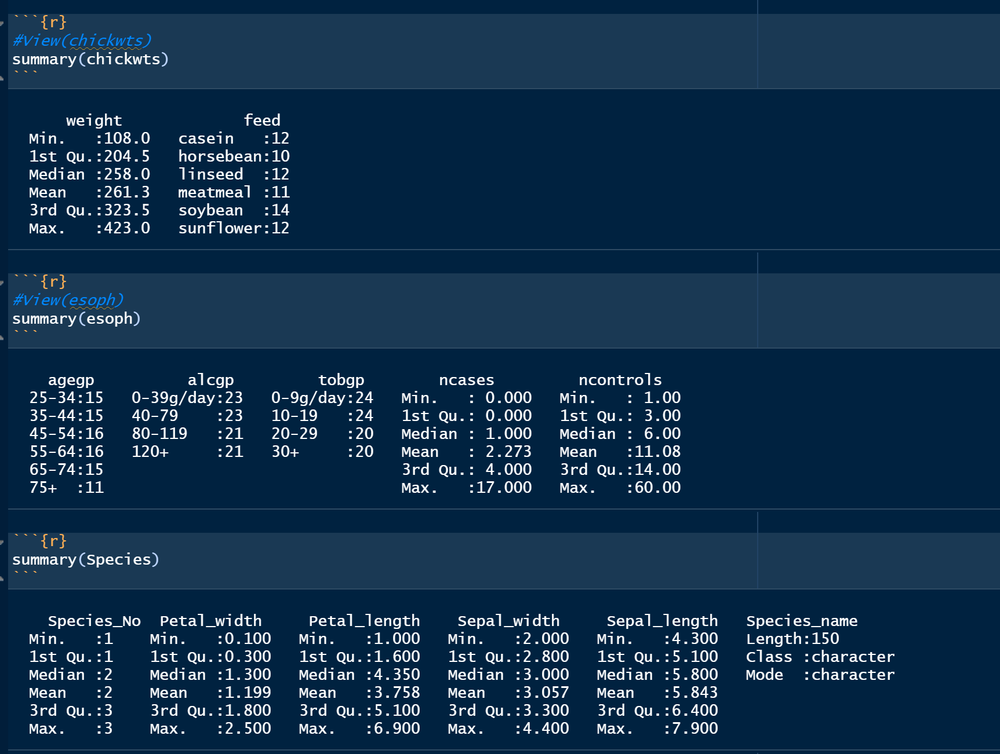 ```{r}
#View(chickwts)
summary(chickwts)
```
weight feed
Min. :108.0 casein :12
1st Qu.:204.5 horsebean:10
Median :258.0 linseed :12
Mean :261.3 meatmeal :11
3rd Qu.:323.5 soybean :14
Max. :423.0 sunflower:12
```{r}
#View(esoph)
summary(esoph)
```
agegp alcgp tobgp ncases ncontrols
25-34:15 0-39g/day:23 0-9g/day:24 Min. : 0.000 Min. : 1.00
35-44:15 40-79 :23 10-19 :24 1st Qu.: 0.000 1st Qu.: 3.00
45-54:16 80-119 :21 20-29 :20 Median : 1.000 Median : 6.00
55-64:16 120+ :21 30+ :20 Mean : 2.273 Mean :11.08
65-74:15 3rd Qu.: 4.000 3rd Qu.:14.00
75+ :11 Max. :17.000 Max. :60.00
```{r}
summary(Species)
```
Species_No Petal_width Petal_length Sepal_width Sepal_length Species_name
Min. :1 Min. :0.100 Min. :1.000 Min. :2.000 Min. :4.300 Length:150
1st Qu.:1 1st Qu.:0.300 1st Qu.:1.600 1st Qu.:2.800 1st Qu.:5.100 Class :character
Median :2 Median :1.300 Median :4.350 Median :3.000 Median :5.800 Mode :character
Mean :2 Mean :1.199 Mean :3.758 Mean :3.057 Mean :5.843
3rd Qu.:3 3rd Qu.:1.800 3rd Qu.:5.100 3rd Qu.:3.300 3rd Qu.:6.400
Max. :3 Max. :2.500 Max. :6.900 Max. :4.400 Max. :7.900